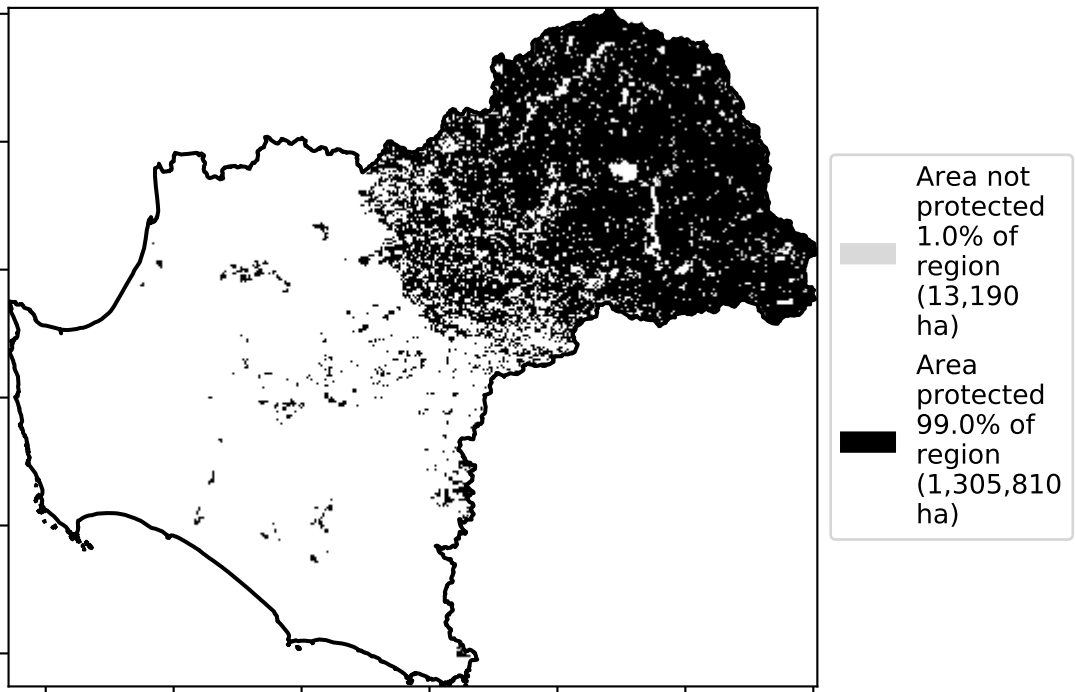 Area not
protected
1.0% of
region
(13,190
ha)
Area
protected
99.0% of
region
(1,305,810
ha)